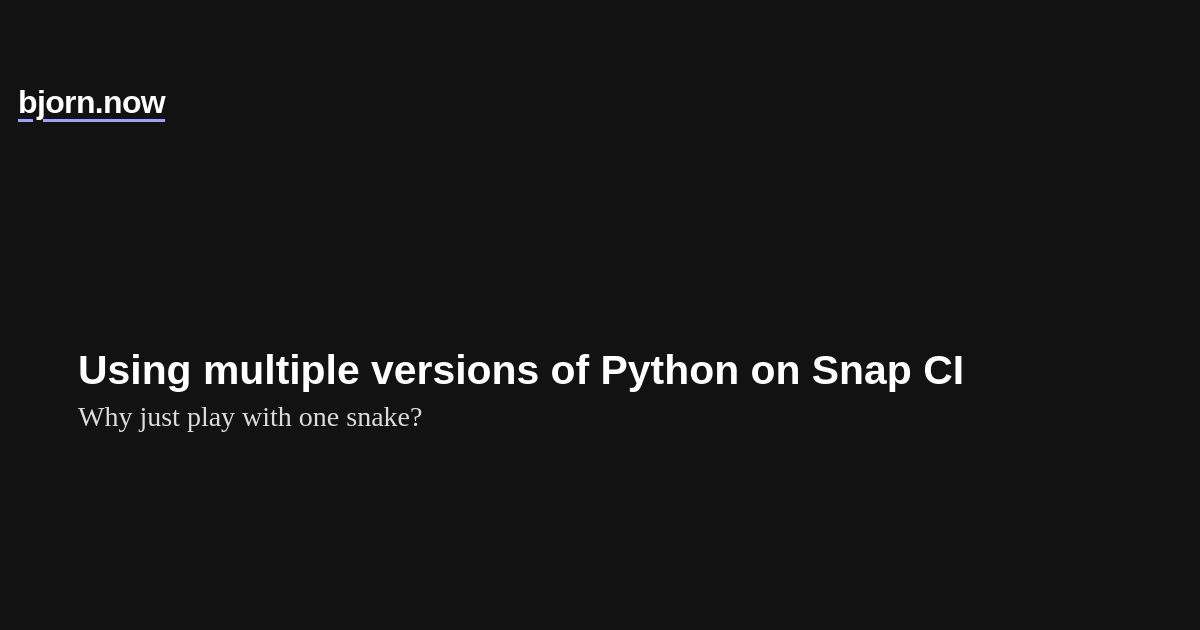 bjorn.now
Using multiple versions of Python on Snap CI
Why just play with one snake?